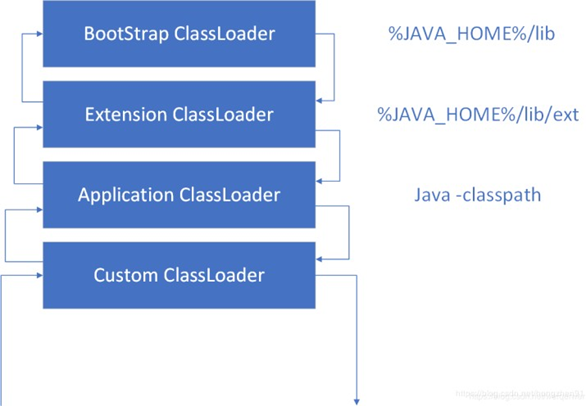 BootStrap ClassLoader
%JAVA_HOME%/lib
Extension ClassLoader
%JAVA_HOME%/lib/ext
Application ClassLoader
Java -classpath
Custom ClassLoader